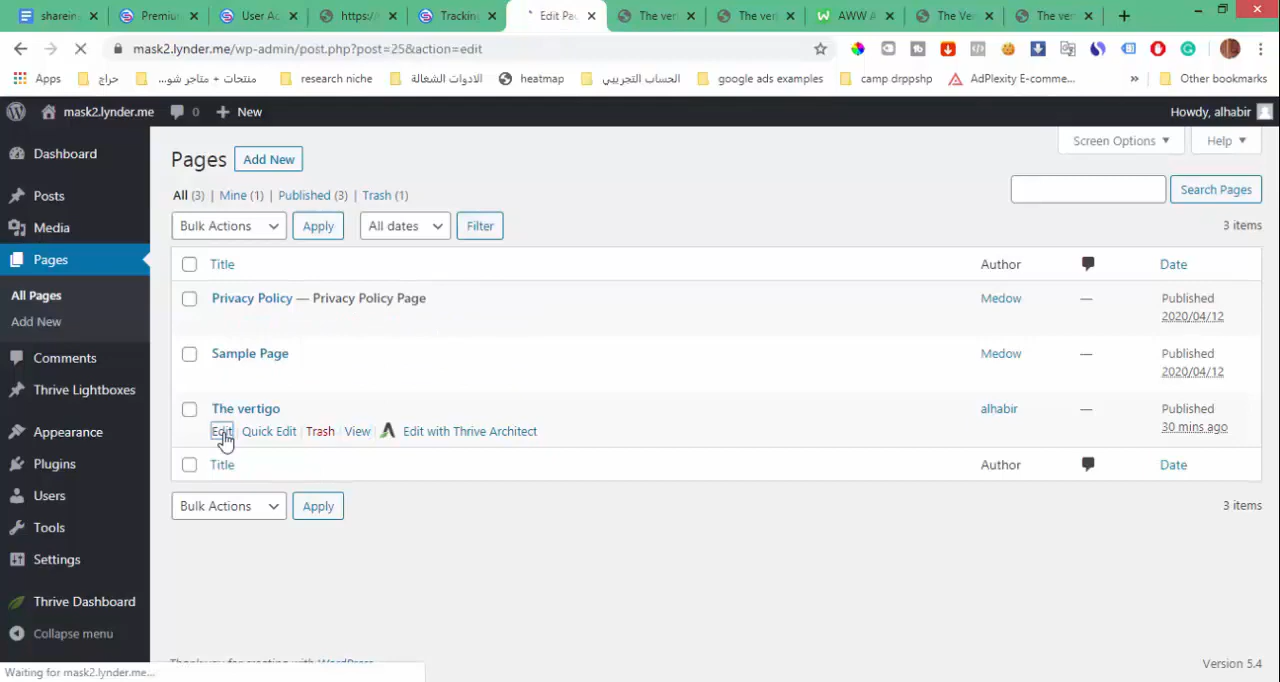 sharein
Premiu
User Ac
https:/
Tracki
Edit Pa
The ver
The ver
AWW A
The Ve
The ver
mask2.lynder.me/wp-admin/post.php?post=25&action=edit
Apps
حراج
منتجات + متاجر شو...
research niche
الادوات الشغالة
heatmap
الحساب التجريبي
google ads examples
camp drppshp
AdPlexity E-comme...
»
Other bookmarks
mask2.lynder.me
0
New
Howdy, alhabir
Dashboard
Posts
Media
Pages
All Pages
Add New
Comments
Thrive Lightboxes
Appearance
Plugins
Users
Tools
Settings
Thrive Dashboard
Collapse menu
Pages
Add New
Screen Options
Help
All (3) | Mine (1) | Published (3) | Trash (1)
Search Pages
Bulk Actions
Apply
All dates
Filter
3 items
Title
Author
Date
Privacy Policy — Privacy Policy Page
Medow
—
Published
2020/04/12
Sample Page
Medow
—
Published
2020/04/12
The vertigo
alhabir
—
Published
30 mins ago
Edit | Quick Edit | Trash | View | Edit with Thrive Architect
Title
Author
Date
Bulk Actions
Apply
3 items
Thankyou for creating with WordPress.
Version 5.4
Waiting for mask2.lynder.me...